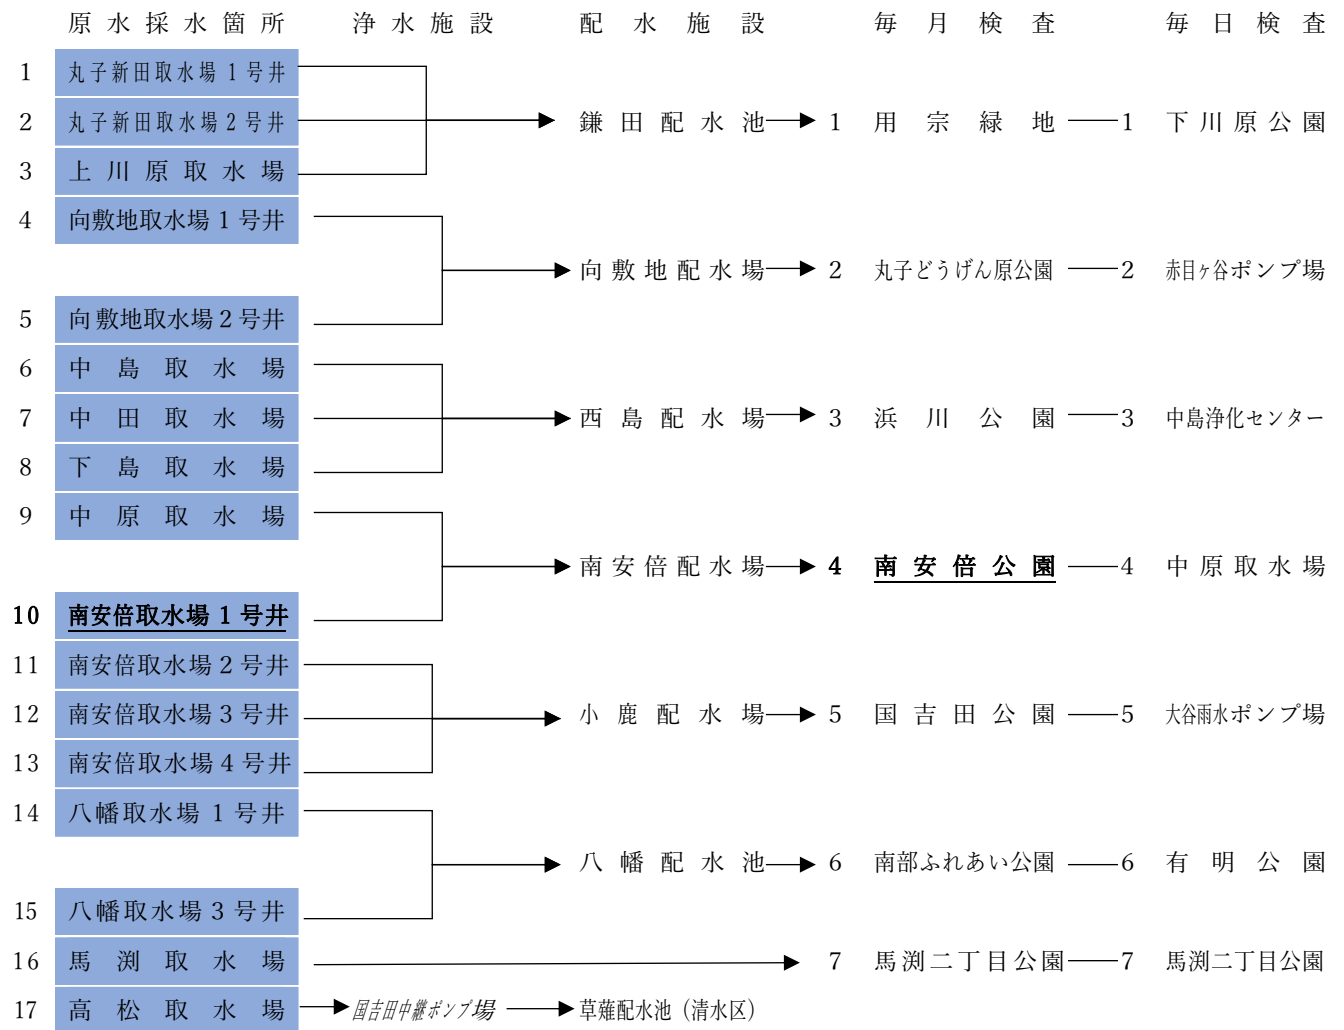 原水採水箇所 浄水施設 配水施設 毎月検査 毎日検査
1 丸子新田取水場1号井
2 丸子新田取水場2号井 鎌田配水池 1 用宗緑地 1 下川原公園
3 上川原取水場
4 向敷地取水場1号井
向敷地配水場 2 丸子どうげん原公園 2 赤目ヶ谷ポンプ場
5 向敷地取水場2号井
6 中島取水場
7 中田取水場 西島配水場 3 浜川公園 3 中島浄化センター
8 下島取水場
9 中原取水場
南安倍配水場 4 南安倍公園 4 中原取水場
10 南安倍取水場1号井
11 南安倍取水場2号井
12 南安倍取水場3号井 小鹿配水場 5 国吉田公園 5 大谷雨水ポンプ場
13 南安倍取水場4号井
14 八幡取水場1号井
八幡配水池 6 南部ふれあい公園 6 有明公園
15 八幡取水場3号井
16 馬渕取水場 7 馬渕二丁目公園 7 馬渕二丁目公園
17 高松取水場 国吉田中継ポンプ場 草薙配水池（清水区）